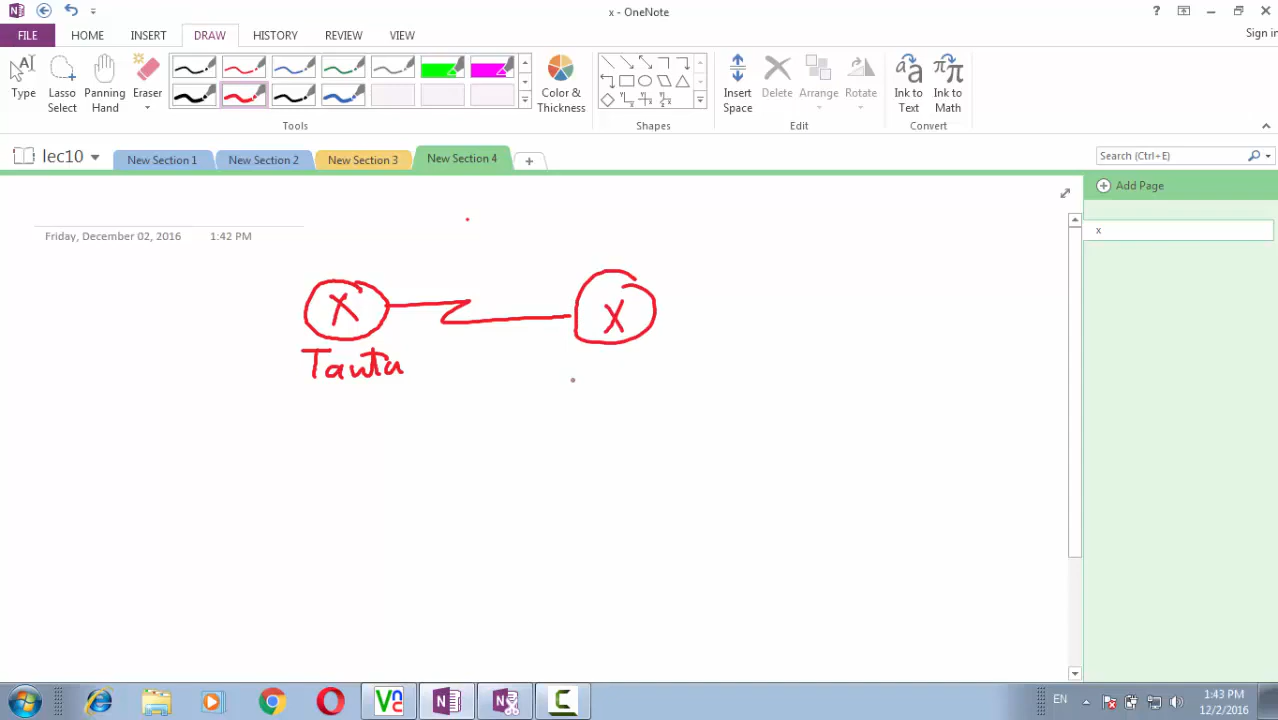 x - OneNote
?
Sign in
FILE HOME INSERT DRAW HISTORY REVIEW VIEW
Type Lasso Select Panning Hand Eraser Color & Thickness Insert Space Delete Arrange Rotate Ink to Text Ink to Math
Tools Shapes Edit Convert
lec10 New Section 1 New Section 2 New Section 3 New Section 4
Search (Ctrl+E)
Add Page
x
Friday, December 02, 2016 1:42 PM
X X
Tanta
EN 1:43 PM
12/2/2016